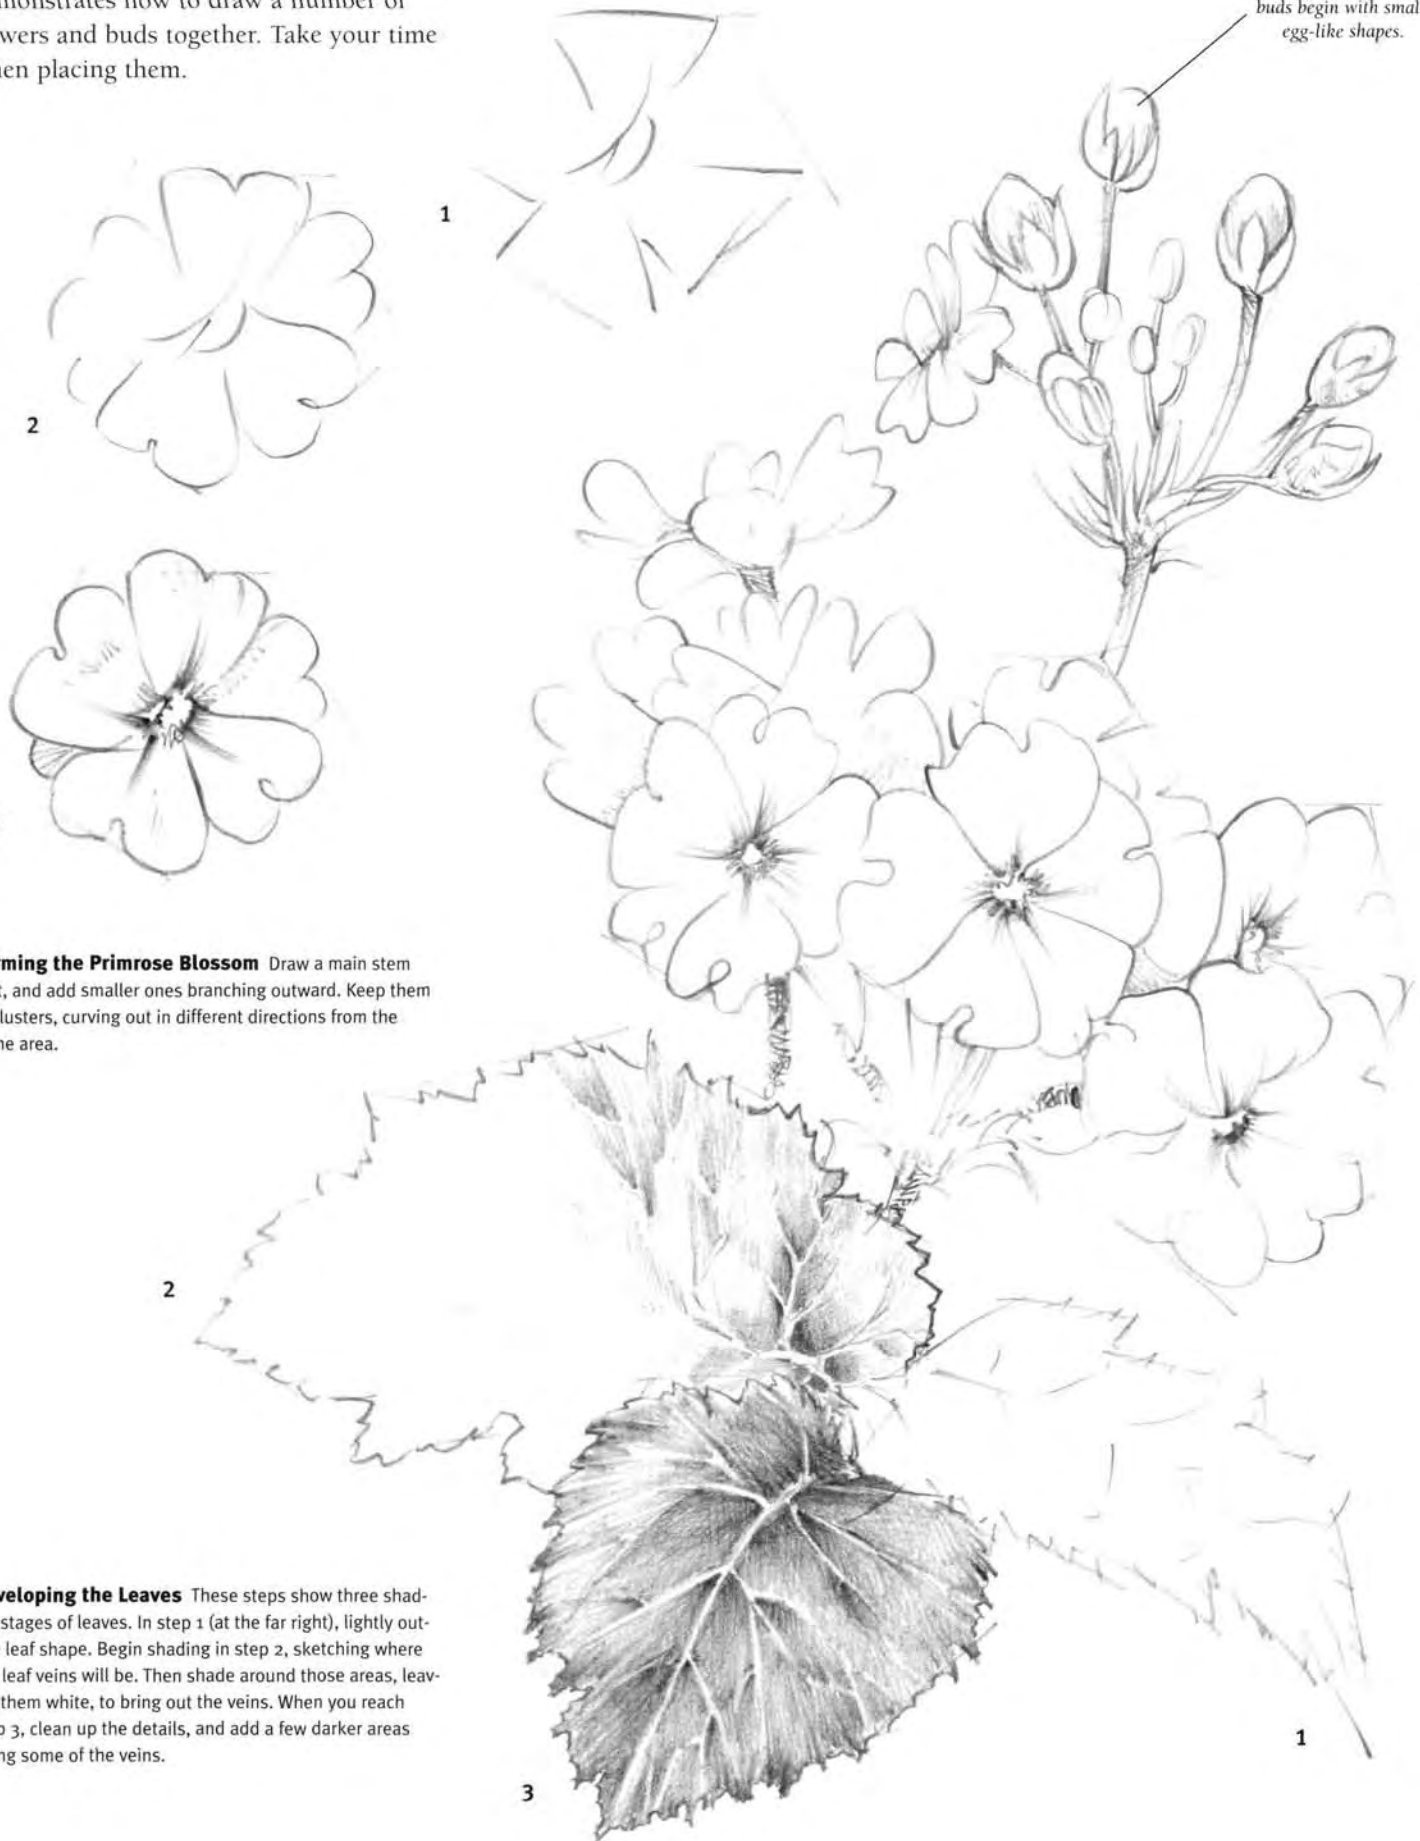 monstrates how to draw a number of
wers and buds together. Take your time
en placing them.
buds begin with smal
egg-like shapes.
1
2
rming the Primrose Blossom Draw a main stem
, and add smaller ones branching outward. Keep them
lusters, curving out in different directions from the
ne area.
2
veloping the Leaves These steps show three shad-
stages of leaves. In step 1 (at the far right), lightly out-
leaf shape. Begin shading in step 2, sketching where
leaf veins will be. Then shade around those areas, leav-
them white, to bring out the veins. When you reach
p 3, clean up the details, and add a few darker areas
ng some of the veins.
1
3